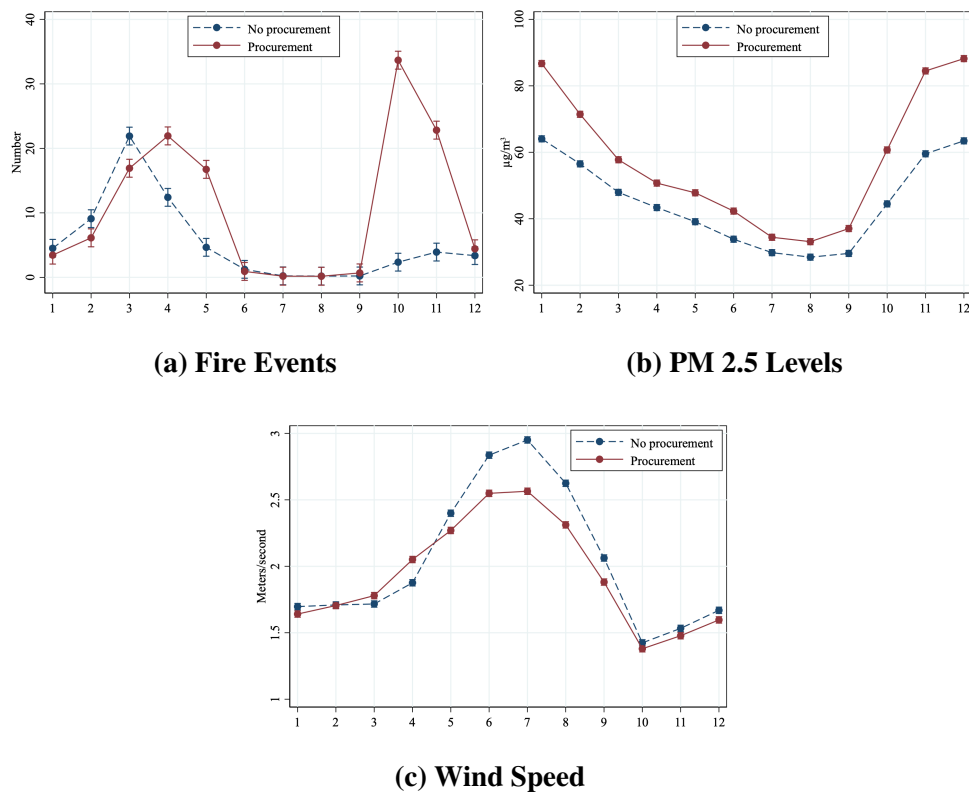 No procurement
Procurement
Number
40
30
20
10
0
1 2 3 4 5 6 7 8 9 10 11 12
(a) Fire Events
No procurement
Procurement
μg/m³
100
80
60
40
20
1 2 3 4 5 6 7 8 9 10 11 12
(b) PM 2.5 Levels
No procurement
Procurement
Meters/second
3
2.5
2
1.5
1
1 2 3 4 5 6 7 8 9 10 11 12
(c) Wind Speed